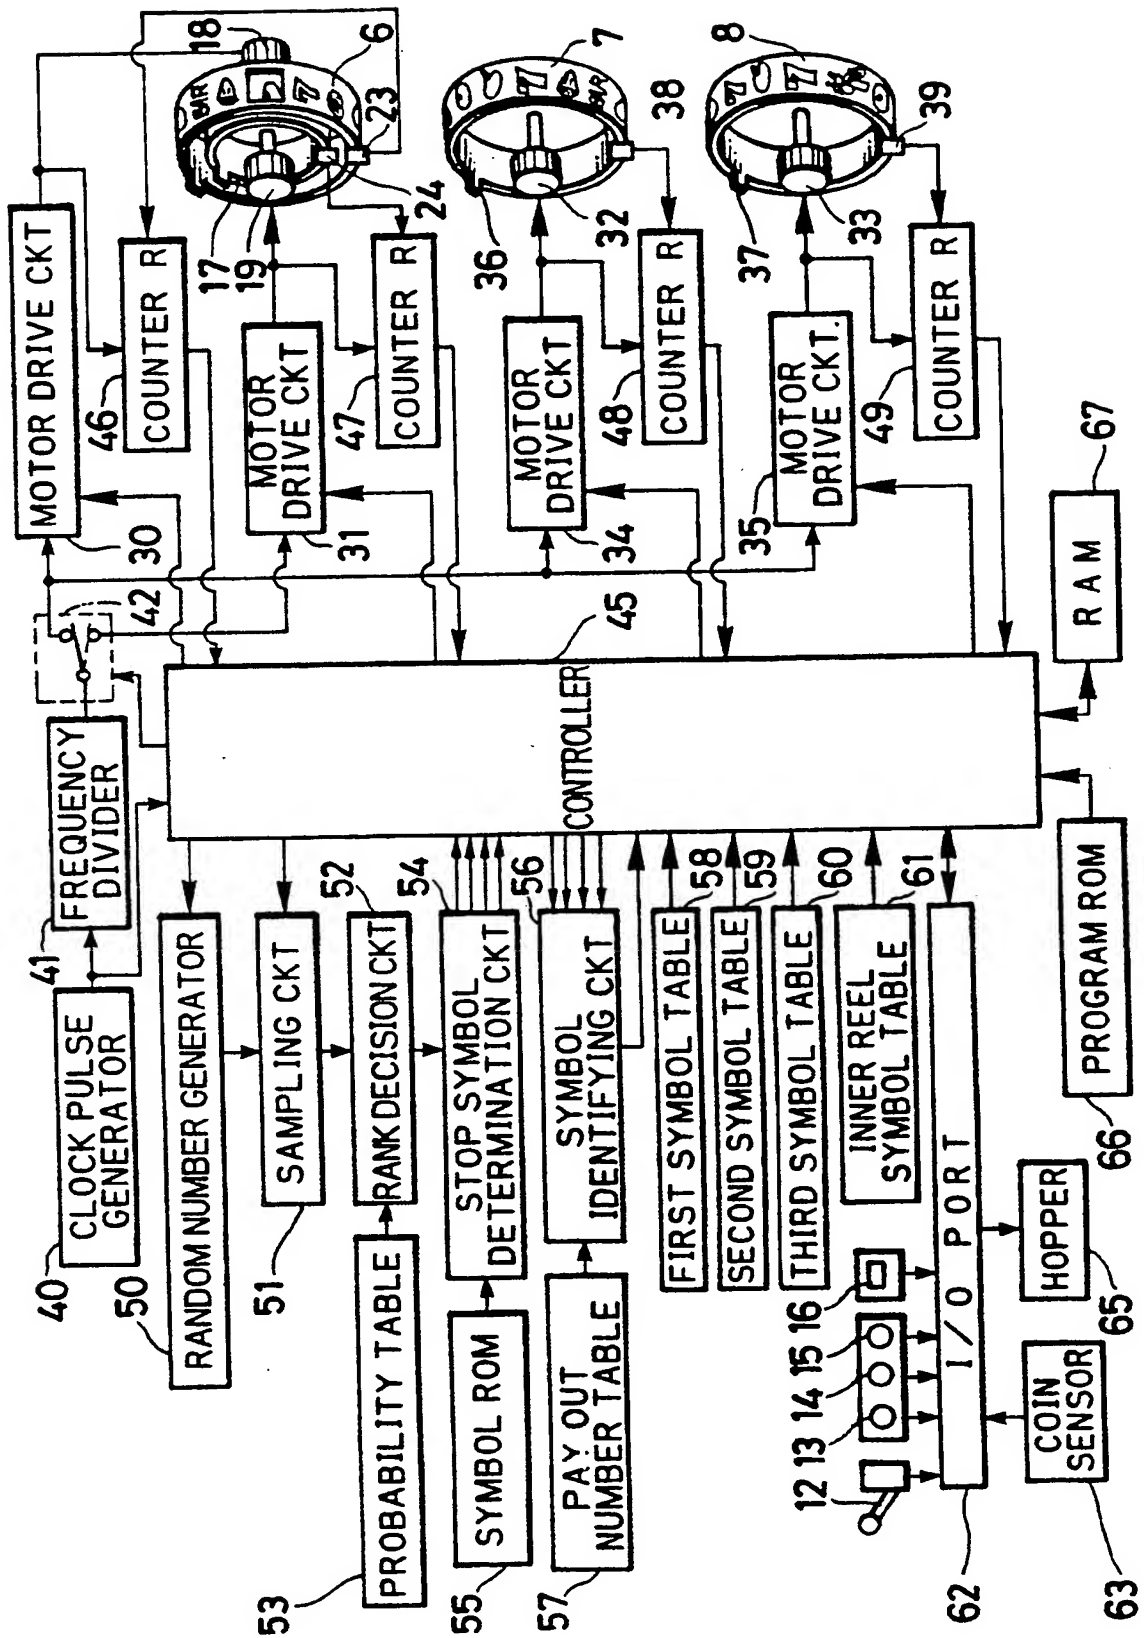 40
CLOCK PULSE
GENERATOR
41
FREQUENCY
DIVIDER
42
30
MOTOR DRIVE CKT
18
6
23
24
17
19
46
COUNTER R
31
MOTOR
DRIVE CKT
47
COUNTER R
7
38
36
32
34
MOTOR
DRIVE CKT
48
COUNTER R
8
39
37
33
35
MOTOR
DRIVE CKT.
49
COUNTER R
BAR
7
7
BAR
7
7
45
CONTROLLER
50
RANDOM NUMBER GENERATOR
51
SAMPLING CKT
52
RANK DECISION CKT
53
PROBABILITY TABLE
54
STOP SYMBOL
DETERMINATION CKT
55
SYMBOL ROM
56
SYMBOL
IDENTIFYING CKT
57
PAY OUT
NUMBER TABLE
FIRST SYMBOL TABLE
58
SECOND SYMBOL TABLE
59
THIRD SYMBOL TABLE
60
INNER REEL
SYMBOL TABLE
61
12
13
14
15
16
62
I/O PORT
63
COIN
SENSOR
65
HOPPER
66
PROGRAM ROM
67
RAM